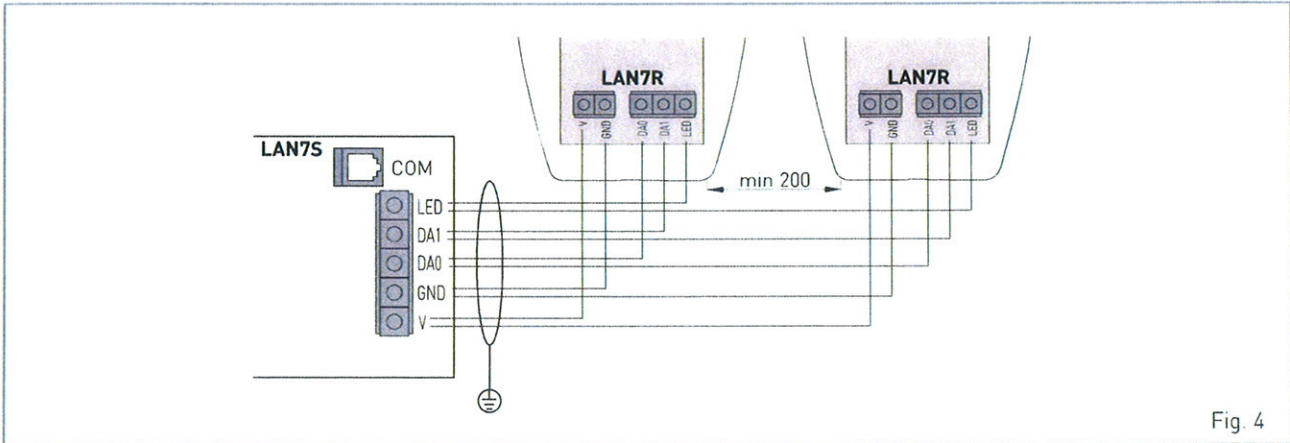 LAN7R
V GND DA0 DA1 LED
LAN7R
V GND DA0 DA1 LED
LAN7S
COM
min 200
LED
DA1
DA0
GND
V
Fig. 4